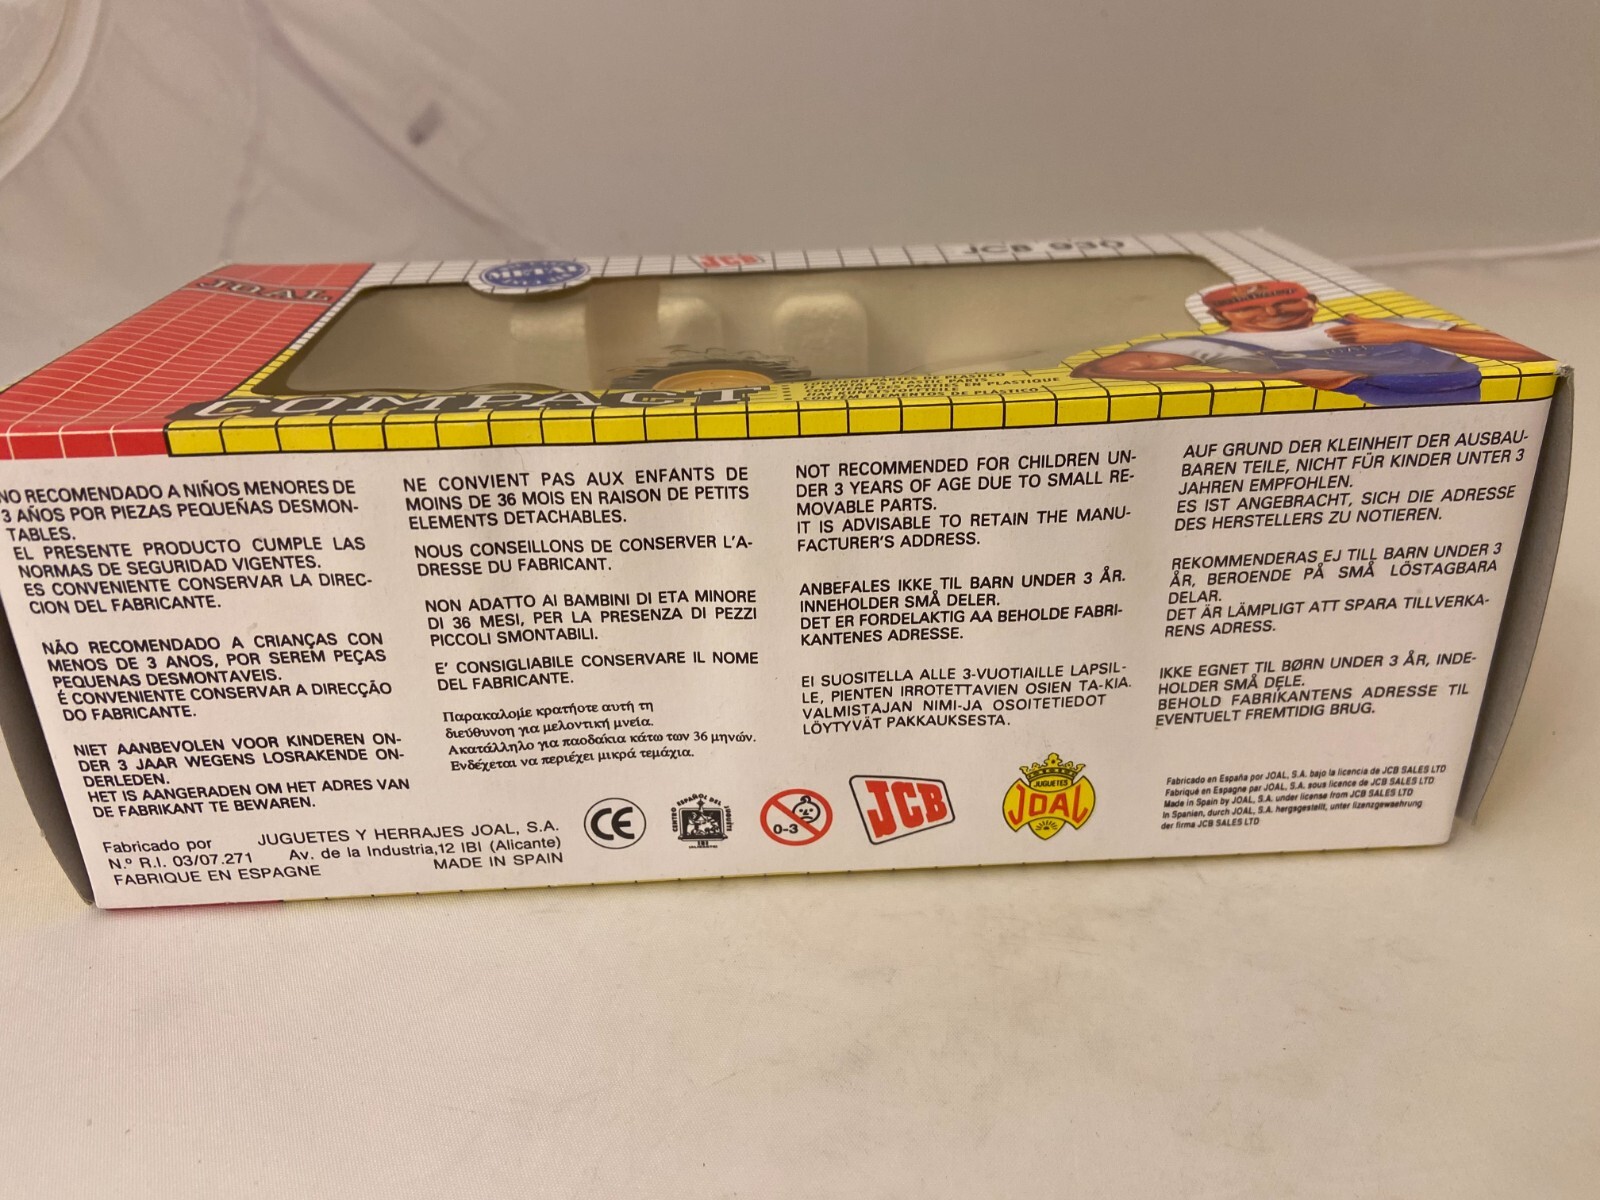 JOAL
METAL
JCB
JCB 930
COMPACT
EN PLASTIQUE
CONTEM ELEMENTOS DE PLÁSTICO
NO RECOMENDADO A NIÑOS MENORES DE
3 AÑOS POR PIEZAS PEQUEÑAS DESMON-
TABLES.
EL PRESENTE PRODUCTO CUMPLE LAS
NORMAS DE SEGURIDAD VIGENTES.
ES CONVENIENTE CONSERVAR LA DIREC-
CION DEL FABRICANTE.
NÃO RECOMENDADO A CRIANÇAS CON
MENOS DE 3 ANOS, POR SEREM PEÇAS
PEQUENAS DESMONTAVEIS.
É CONVENIENTE CONSERVAR A DIRECÇÃO
DO FABRICANTE.
NIET AANBEVOLEN VOOR KINDEREN ON-
DER 3 JAAR WEGENS LOSRAKENDE ON-
DERLEDEN.
HET IS AANGERADEN OM HET ADRES VAN
DE FABRIKANT TE BEWAREN.
NE CONVIENT PAS AUX ENFANTS DE
MOINS DE 36 MOIS EN RAISON DE PETITS
ELEMENTS DETACHABLES.
NOUS CONSEILLONS DE CONSERVER L'A-
DRESSE DU FABRICANT.
NON ADATTO AI BAMBINI DI ETA MINORE
DI 36 MESI, PER LA PRESENZA DI PEZZI
PICCOLI SMONTABILI.
E' CONSIGLIABILE CONSERVARE IL NOME
DEL FABRICANTE.
Παρακαλομίε κρατήοτε αυτή τη
διεύθυνση για μελοντική μνεία.
Ακατάλληλο για παοδάκια κάτω των 36 μηνών.
Ενδέχεται να περιέχει μικρά τεμάχια.
NOT RECOMMENDED FOR CHILDREN UN-
DER 3 YEARS OF AGE DUE TO SMALL RE-
MOVABLE PARTS.
IT IS ADVISABLE TO RETAIN THE MANU-
FACTURER'S ADDRESS.
ANBEFALES IKKE TIL BARN UNDER 3 ÅR.
INNEHOLDER SMÅ DELER.
DET ER FORDELAKTIG AA BEHOLDE FABRI-
KANTENES ADRESSE.
EI SUOSITELLA ALLE 3-VUOTIAILLE LAPSIL-
LE, PIENTEN IRROTETTAVIEN OSIEN TA-KIA.
VALMISTAJAN NIMI-JA OSOITETIEDOT
LÖYTYVÄT PAKKAUKSESTA.
AUF GRUND DER KLEINHEIT DER AUSBAU-
BAREN TEILE, NICHT FÜR KINDER UNTER 3
JAHREN EMPFOHLEN.
ES IST ANGEBRACHT, SICH DIE ADRESSE
DES HERSTELLERS ZU NOTIEREN.
REKOMMENDERAS EJ TILL BARN UNDER 3
ÅR, BEROENDE PÅ SMÅ LÖSTAGBARA
DELAR.
DET ÄR LÄMPLIGT ATT SPARA TILLVERKA-
RENS ADRESS.
IKKE EGNET TIL BØRN UNDER 3 ÅR, INDE-
HOLDER SMÅ DELE.
BEHOLD FABRIKANTENS ADRESSE TIL
EVENTUELT FREMTIDIG BRUG.
Fabricado por JUGUETES Y HERRAJES JOAL, S.A.
N.º R.I. 03/07.271 Av. de la Industria,12 IBI (Alicante)
FABRIQUE EN ESPAGNE MADE IN SPAIN
CE
CENTRO ESPAÑOL DEL JUGUETE
0-3
JCB
JUGUETES
JOAL
Fabricado en España por JOAL, S.A. bajo la licencia de JCB SALES LTD
Fabriqué en Espagne par JOAL, S.A. sous licence de JCB SALES LTD
Made in Spain by JOAL, S.A. under license from JCB SALES LTD
In Spanien, durch JOAL, S.A. hergesgestellt, unter lizenzgewaehrung
der firma JCB SALES LTD